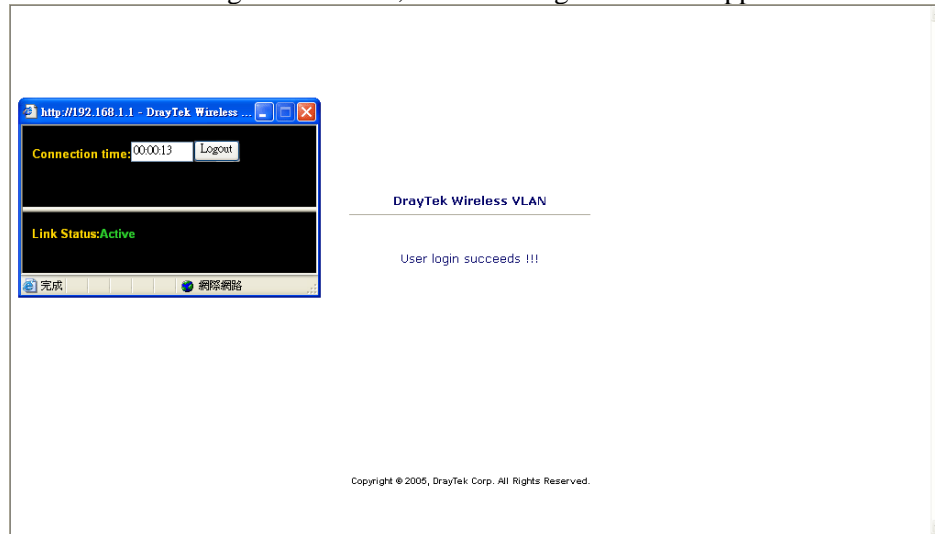 http://192.168.1.1 - DrayTek Wireless ...
Connection time: 00:00:13 Logout
Link Status:Active
完成 網際網路
DrayTek Wireless VLAN
User login succeeds !!!
Copyright © 2005, DrayTek Corp. All Rights Reserved.